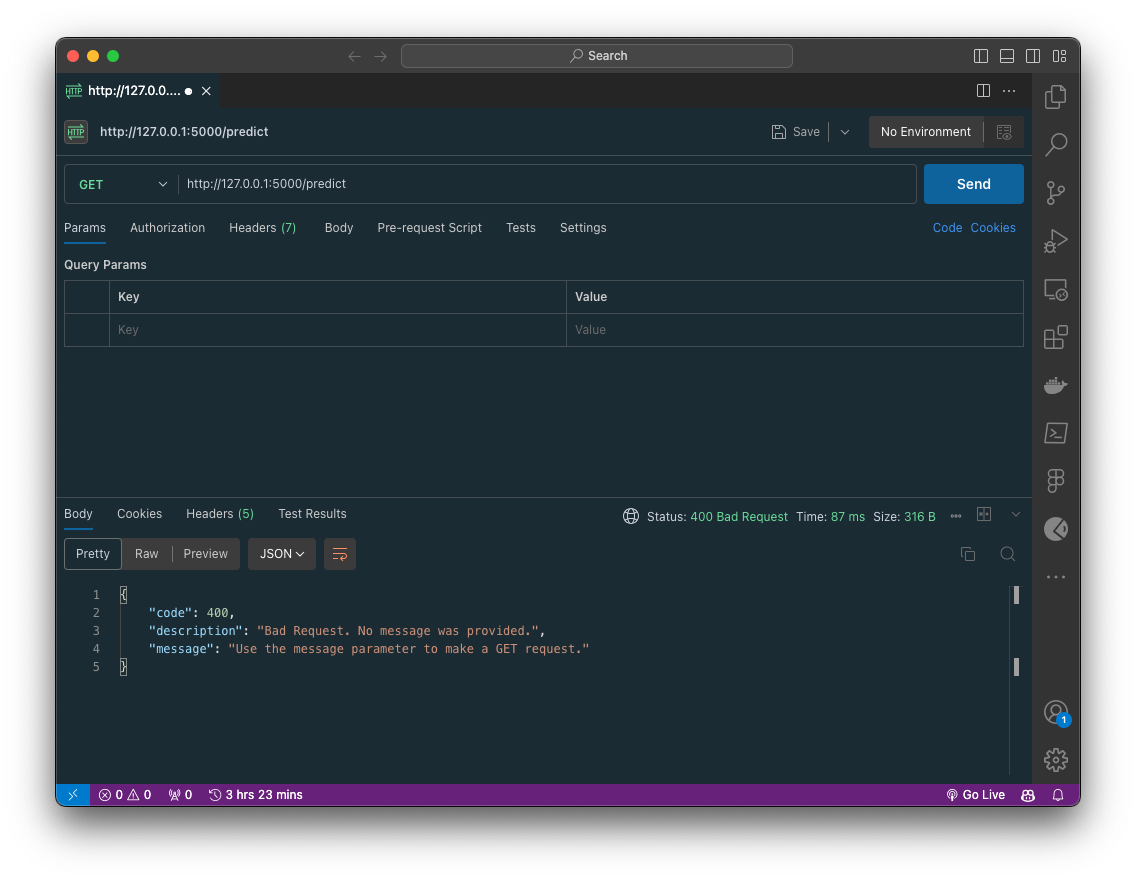 Search
HTTP http://127.0.0....
HTTP http://127.0.0.1:5000/predict Save No Environment
GET http://127.0.0.1:5000/predict Send
Params Authorization Headers (7) Body Pre-request Script Tests Settings Code Cookies
Query Params
Key Value
Key Value
Body Cookies Headers (5) Test Results Status: 400 Bad Request Time: 87 ms Size: 316 B
Pretty Raw Preview JSON
1 {
2 "code": 400,
3 "description": "Bad Request. No message was provided.",
4 "message": "Use the message parameter to make a GET request."
5 }
1
0 0 0 3 hrs 23 mins Go Live